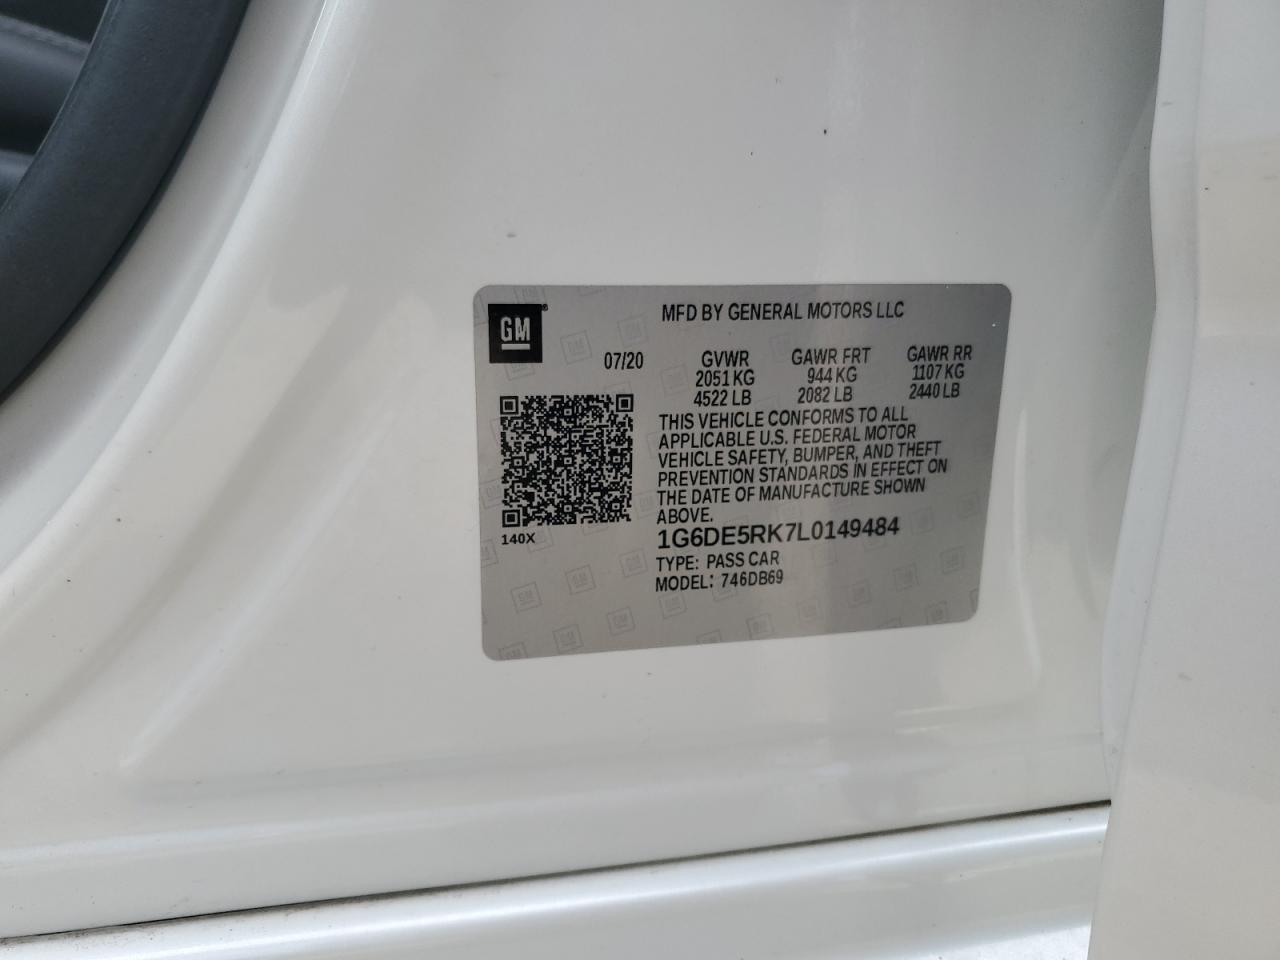 GM
MFD BY GENERAL MOTORS LLC
07/20
GVWR GAWR FRT GAWR RR
2051 KG 944 KG 1107 KG
4522 LB 2082 LB 2440 LB
THIS VEHICLE CONFORMS TO ALL
APPLICABLE U.S. FEDERAL MOTOR
VEHICLE SAFETY, BUMPER, AND THEFT
PREVENTION STANDARDS IN EFFECT ON
THE DATE OF MANUFACTURE SHOWN
ABOVE.
140X
1G6DE5RK7L0149484
TYPE: PASS CAR
MODEL: 746DB69